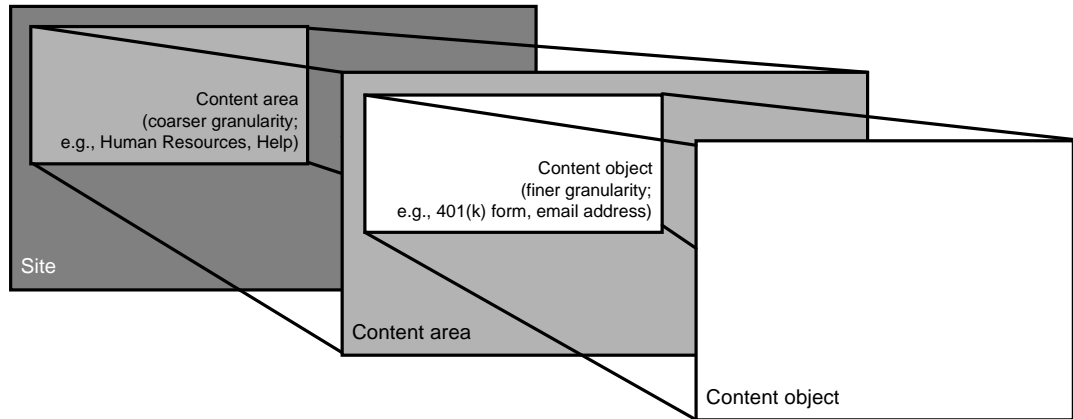 Content area
(coarser granularity;
e.g., Human Resources, Help)
Site
Content object
(finer granularity;
e.g., 401(k) form, email address)
Content area
Content object